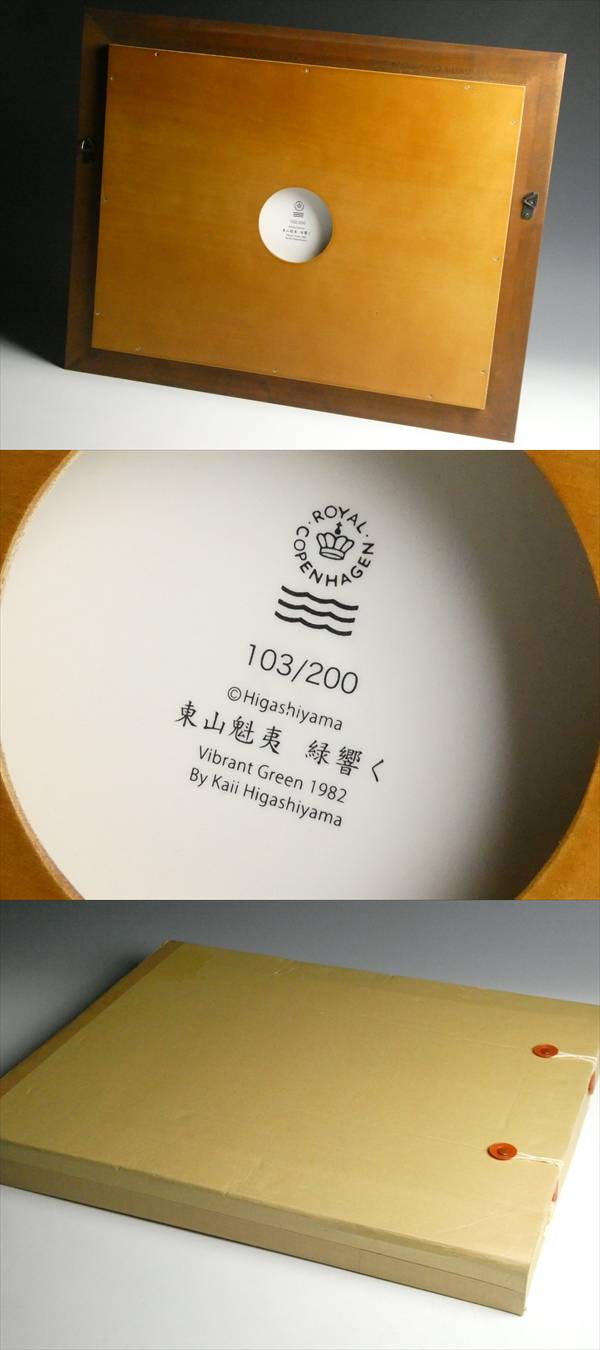 ROYAL
COPENHAGEN
103/200
©Higashiyama
東山魁夷 緑響く
Vibrant Green 1982
By Kaii Higashiyama